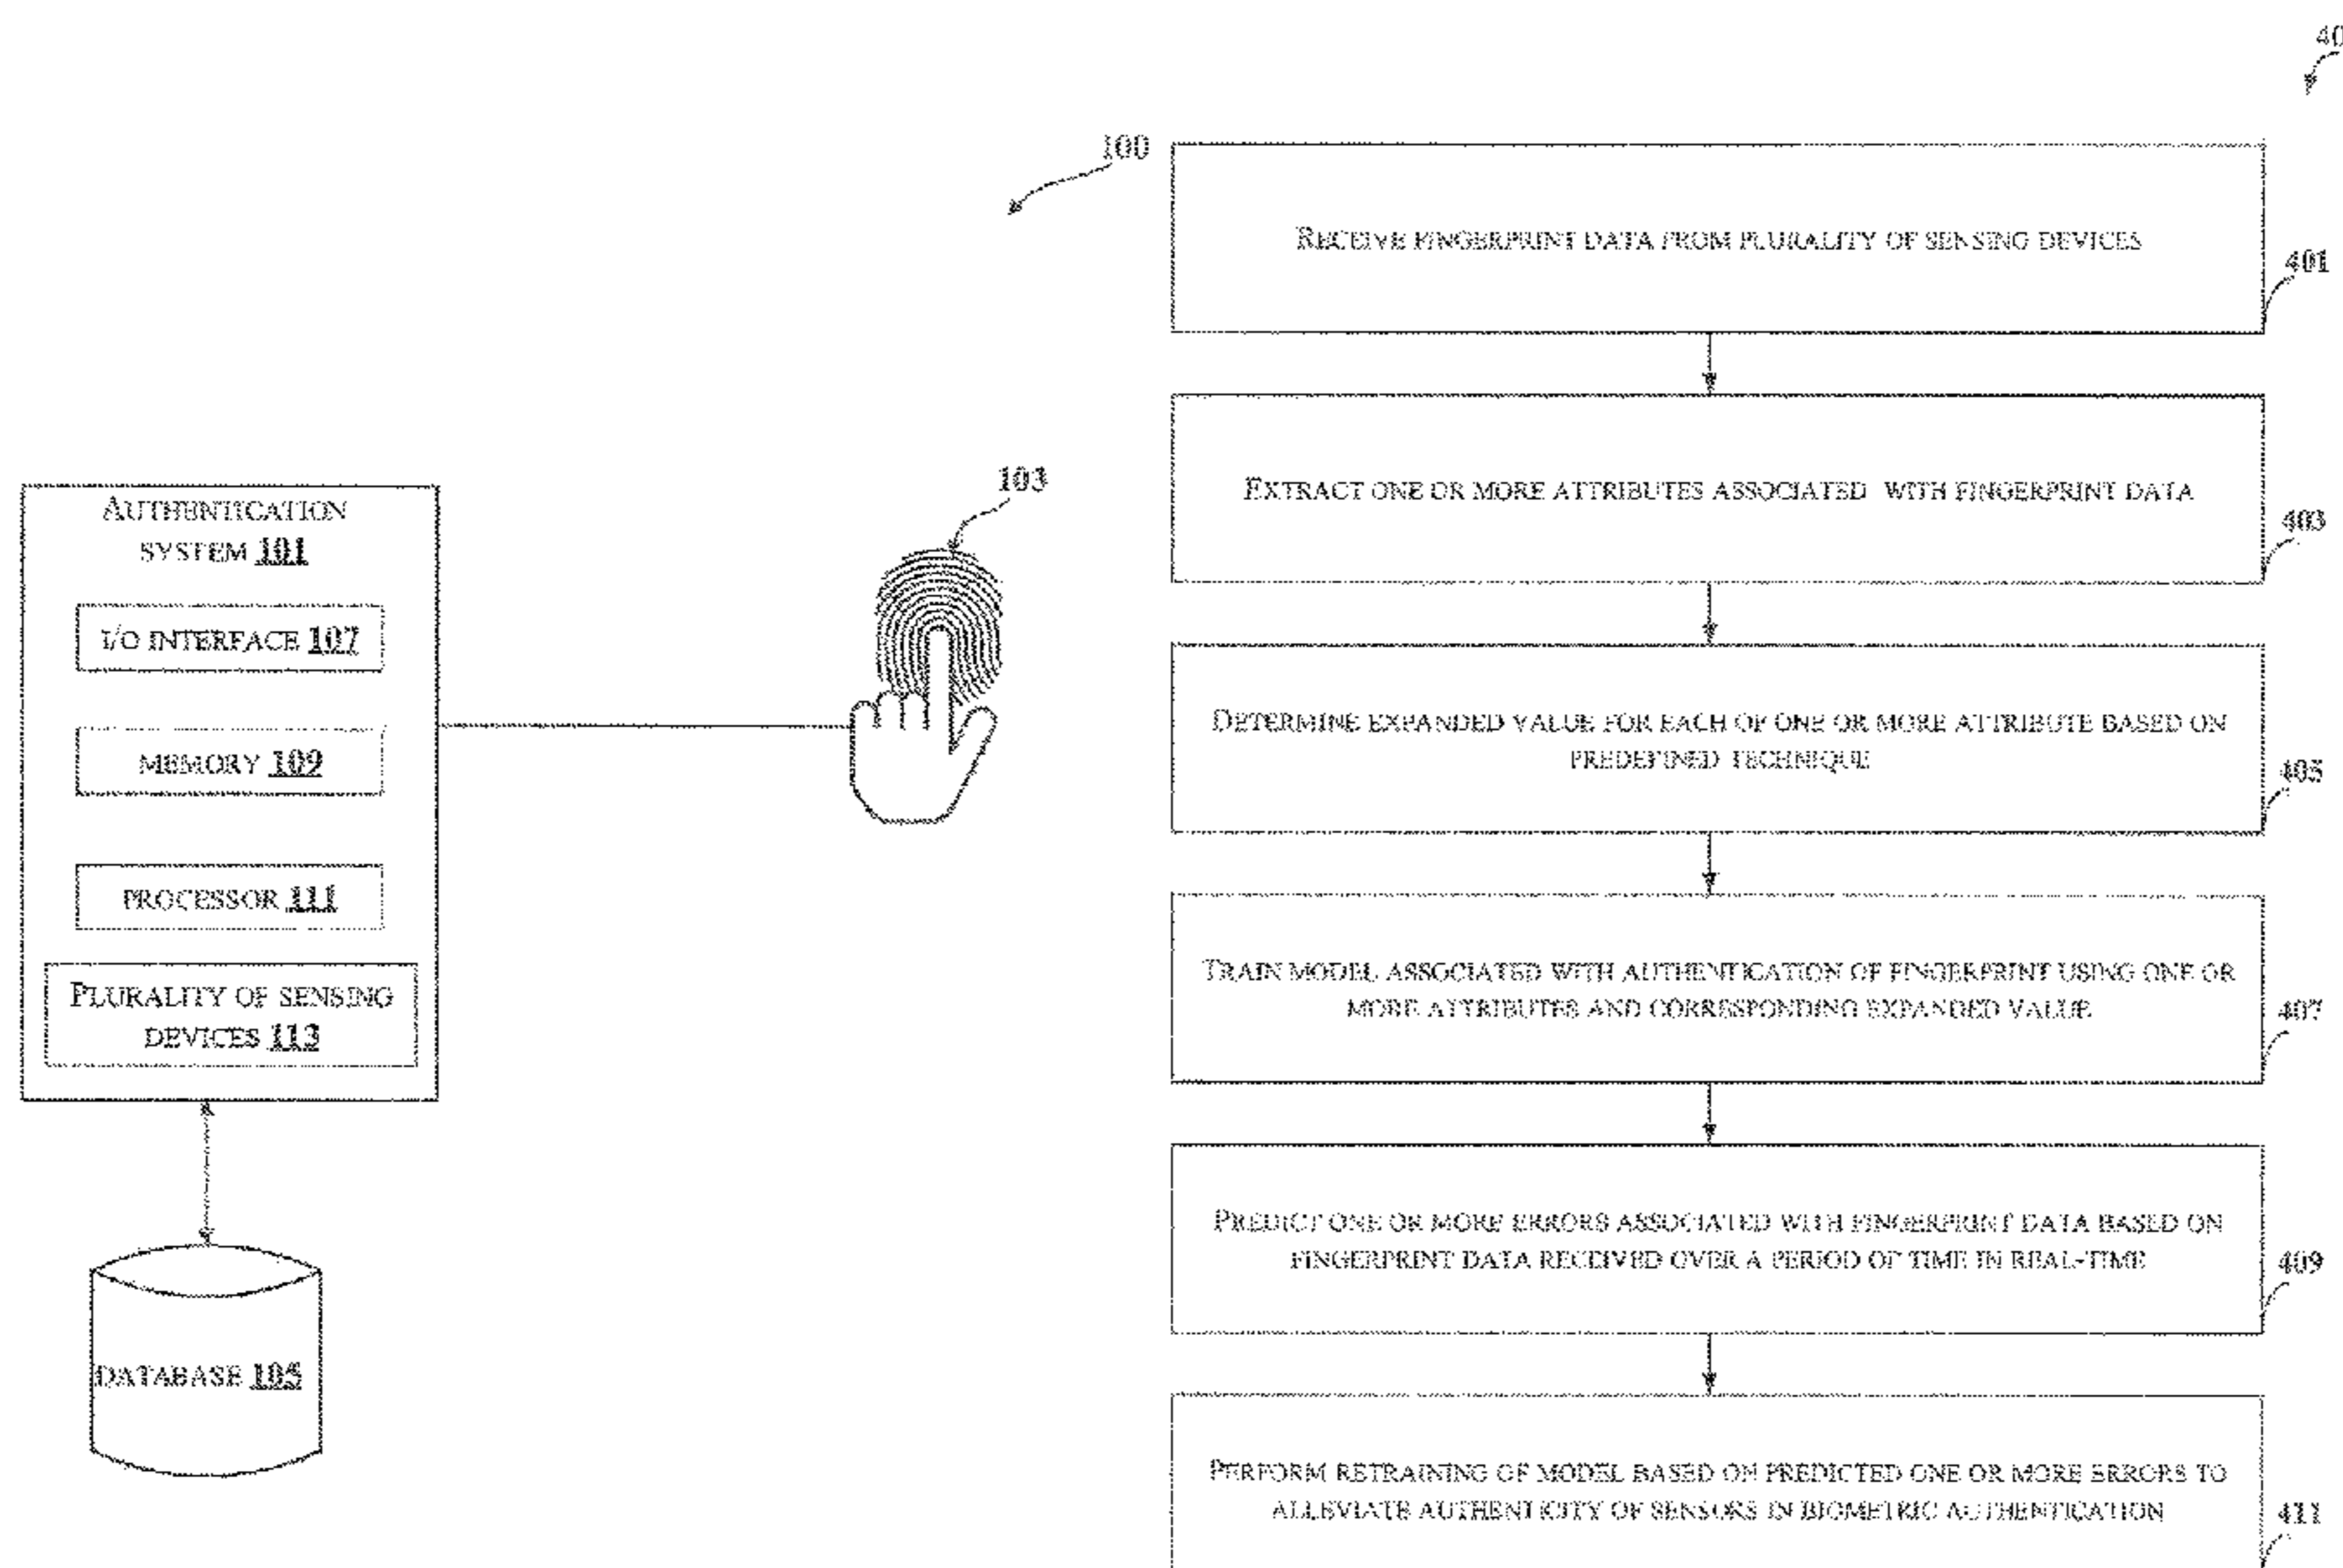 100
103
AUTHENTICATION
SYSTEM 101
I/O INTERFACE 107
MEMORY 109
PROCESSOR 111
PLURALITY OF SENSING
DEVICES 113
DATABASE 105
RECEIVE FINGERPRINT DATA FROM PLURALITY OF SENSING DEVICES
401
EXTRACT ONE OR MORE ATTRIBUTES ASSOCIATED WITH FINGERPRINT DATA
403
DETERMINE EXPANDED VALUE FOR EACH OF ONE OR MORE ATTRIBUTE BASED ON
PREDEFINED TECHNIQUE
405
TRAIN MODEL ASSOCIATED WITH AUTHENTICATION OF FINGERPRINT USING ONE OR
MORE ATTRIBUTES AND CORRESPONDING EXPANDED VALUE
407
PREDICT ONE OR MORE ERRORS ASSOCIATED WITH FINGERPRINT DATA BASED ON
FINGERPRINT DATA RECEIVED OVER A PERIOD OF TIME IN REAL-TIME
409
PERFORM RETRAINING OF MODEL BASED ON PREDICTED ONE OR MORE ERRORS TO
ALLEVIATE AUTHENTICITY OF SENSORS IN BIOMETRIC AUTHENTICATION
411